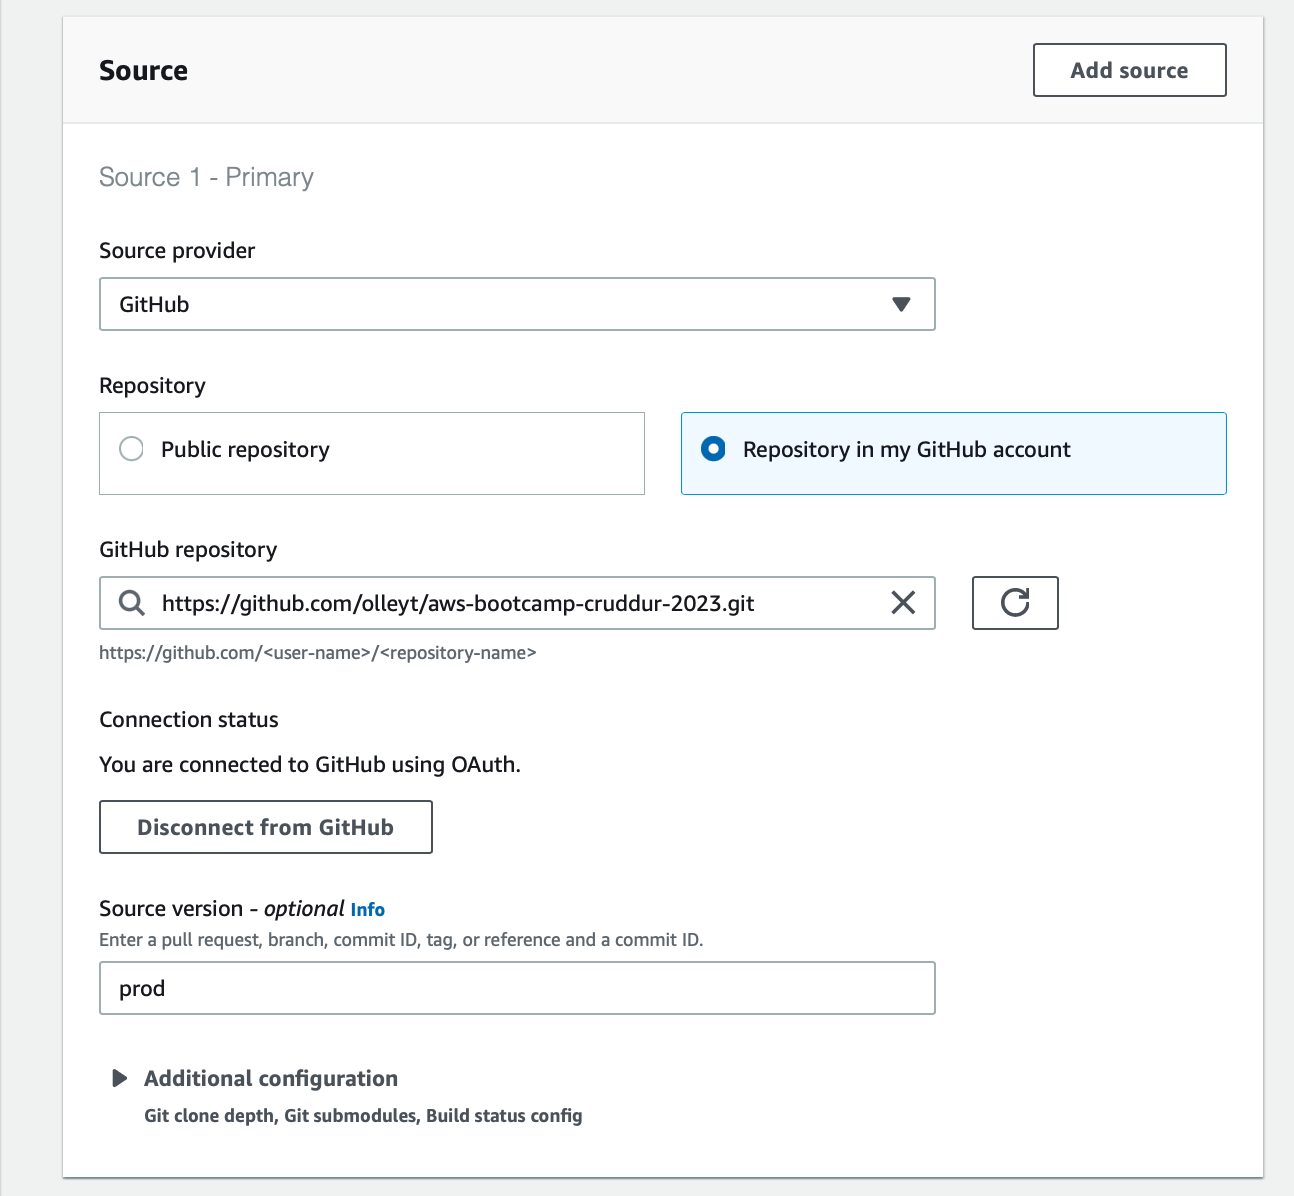 Source
Add source
Source 1 - Primary
Source provider
GitHub
Repository
Public repository
Repository in my GitHub account
GitHub repository
https://github.com/olleyt/aws-bootcamp-cruddur-2023.git
https://github.com/<user-name>/<repository-name>
Connection status
You are connected to GitHub using OAuth.
Disconnect from GitHub
Source version - optional Info
Enter a pull request, branch, commit ID, tag, or reference and a commit ID.
prod
Additional configuration
Git clone depth, Git submodules, Build status config